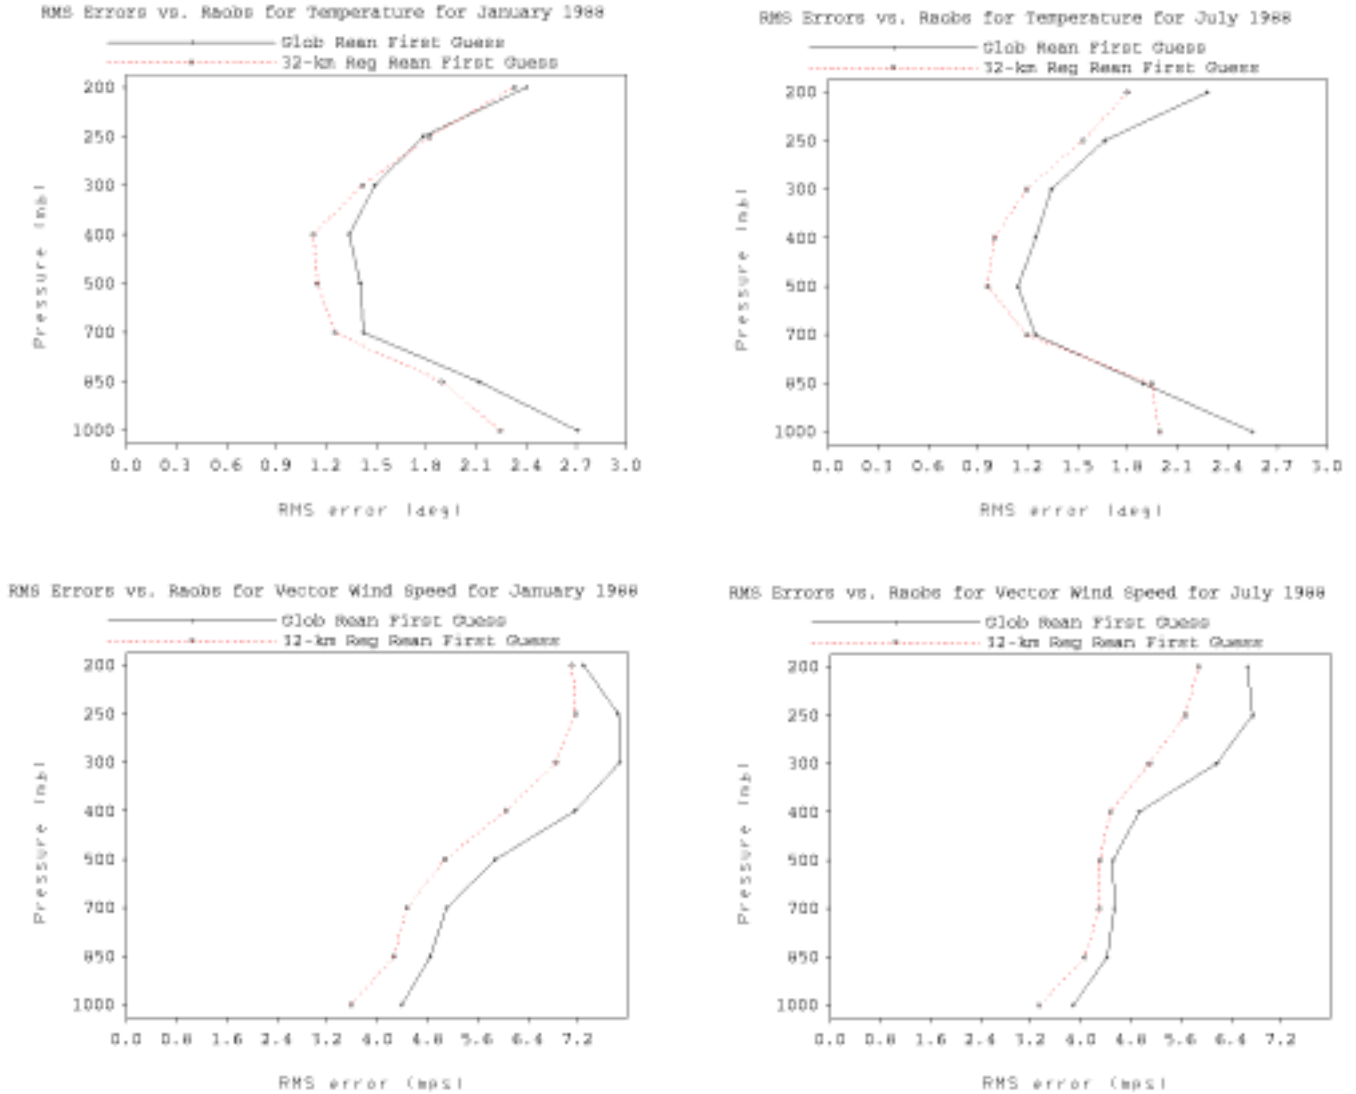 RMS Errors vs. Raobs for Temperature for January 1988
Glob Rean First Guess
32-km Reg Rean First Guess
200
250
300
400
500
700
850
1000
Pressure (mb)
0.0 0.3 0.6 0.9 1.2 1.5 1.8 2.1 2.4 2.7 3.0
RMS error (deg)
RMS Errors vs. Raobs for Temperature for July 1988
Glob Rean First Guess
32-km Reg Rean First Guess
200
250
300
400
500
700
850
1000
Pressure (mb)
0.0 0.3 0.6 0.9 1.2 1.5 1.8 2.1 2.4 2.7 3.0
RMS error (deg)
RMS Errors vs. Raobs for Vector Wind Speed for January 1988
Glob Rean First Guess
32-km Reg Rean First Guess
200
250
300
400
500
700
850
1000
Pressure (mb)
0.0 0.8 1.6 2.4 3.2 4.0 4.8 5.6 6.4 7.2
RMS error (mps)
RMS Errors vs. Raobs for Vector Wind Speed for July 1988
Glob Rean First Guess
32-km Reg Rean First Guess
200
250
300
400
500
700
850
1000
Pressure (mb)
0.0 0.8 1.6 2.4 3.2 4.0 4.8 5.6 6.4 7.2
RMS error (mps)